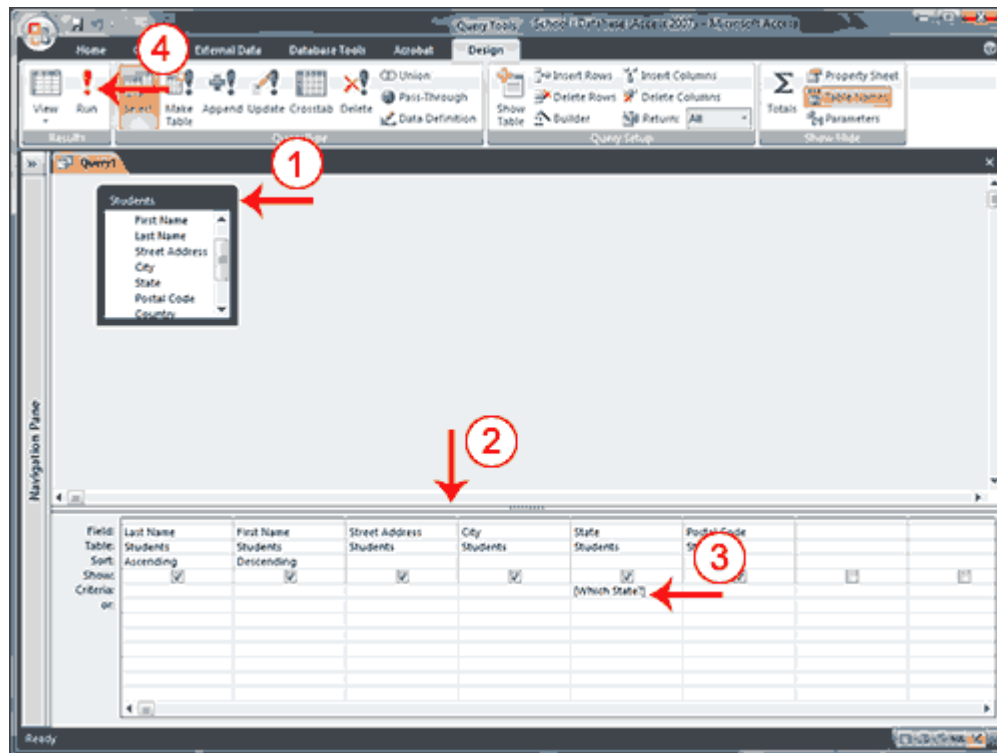 Query Tools School : Database (Access 2007) - Microsoft Access
Home External Data Database Tools Acrobat Design
4
View Run Select Make Table Append Update Crosstab Delete
Union
Pass-Through
Data Definition
Show Table
Insert Rows Insert Columns
Delete Rows Delete Columns
Builder Return: All
Totals
Property Sheet
Table Names
Parameters
Results Query Type Query Setup Show/Hide
Query1
1
Students
First Name
Last Name
Street Address
City
State
Postal Code
Country
Navigation Pane
2
Field: Last Name First Name Street Address City State Postal Code
Table: Students Students Students Students Students
Sort: Ascending Descending
3
Show:
Criteria: [Which State?]
or:
Ready